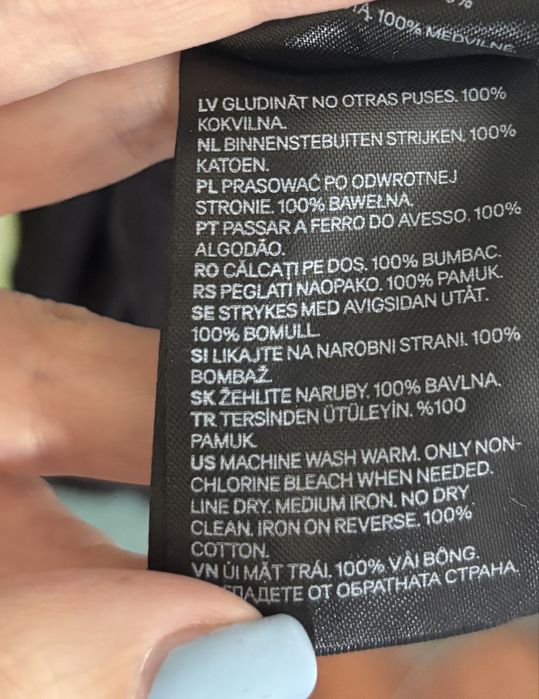 100% MEDVILNĖ
LV GLUDINĀT NO OTRAS PUSES. 100%
KOKVILNA.
NL BINNENSTEBUITEN STRIJKEN. 100%
KATOEN.
PL PRASOWAĆ PO ODWROTNEJ
STRONIE. 100% BAWEŁNA.
PT PASSAR A FERRO DO AVESSO. 100%
ALGODÃO.
RO CĂLCAȚI PE DOS. 100% BUMBAC.
RS PEGLATI NAOPAKO. 100% PAMUK.
SE STRYKES MED AVIGSIDAN UTÅT.
100% BOMULL.
SI LIKAJTE NA NAROBNI STRANI. 100%
BOMBAŽ.
SK ŽEHLITE NARUBY. 100% BAVLNA.
TR TERSİNDEN ÜTÜLEYİN. %100
PAMUK.
US MACHINE WASH WARM. ONLY NON-
CHLORINE BLEACH WHEN NEEDED.
LINE DRY. MEDIUM IRON. NO DRY
CLEAN. IRON ON REVERSE. 100%
COTTON.
VN ỦI MẶT TRÁI. 100% VẢI BÔNG.
ОТ ОБРАТНАТА СТРАНА.